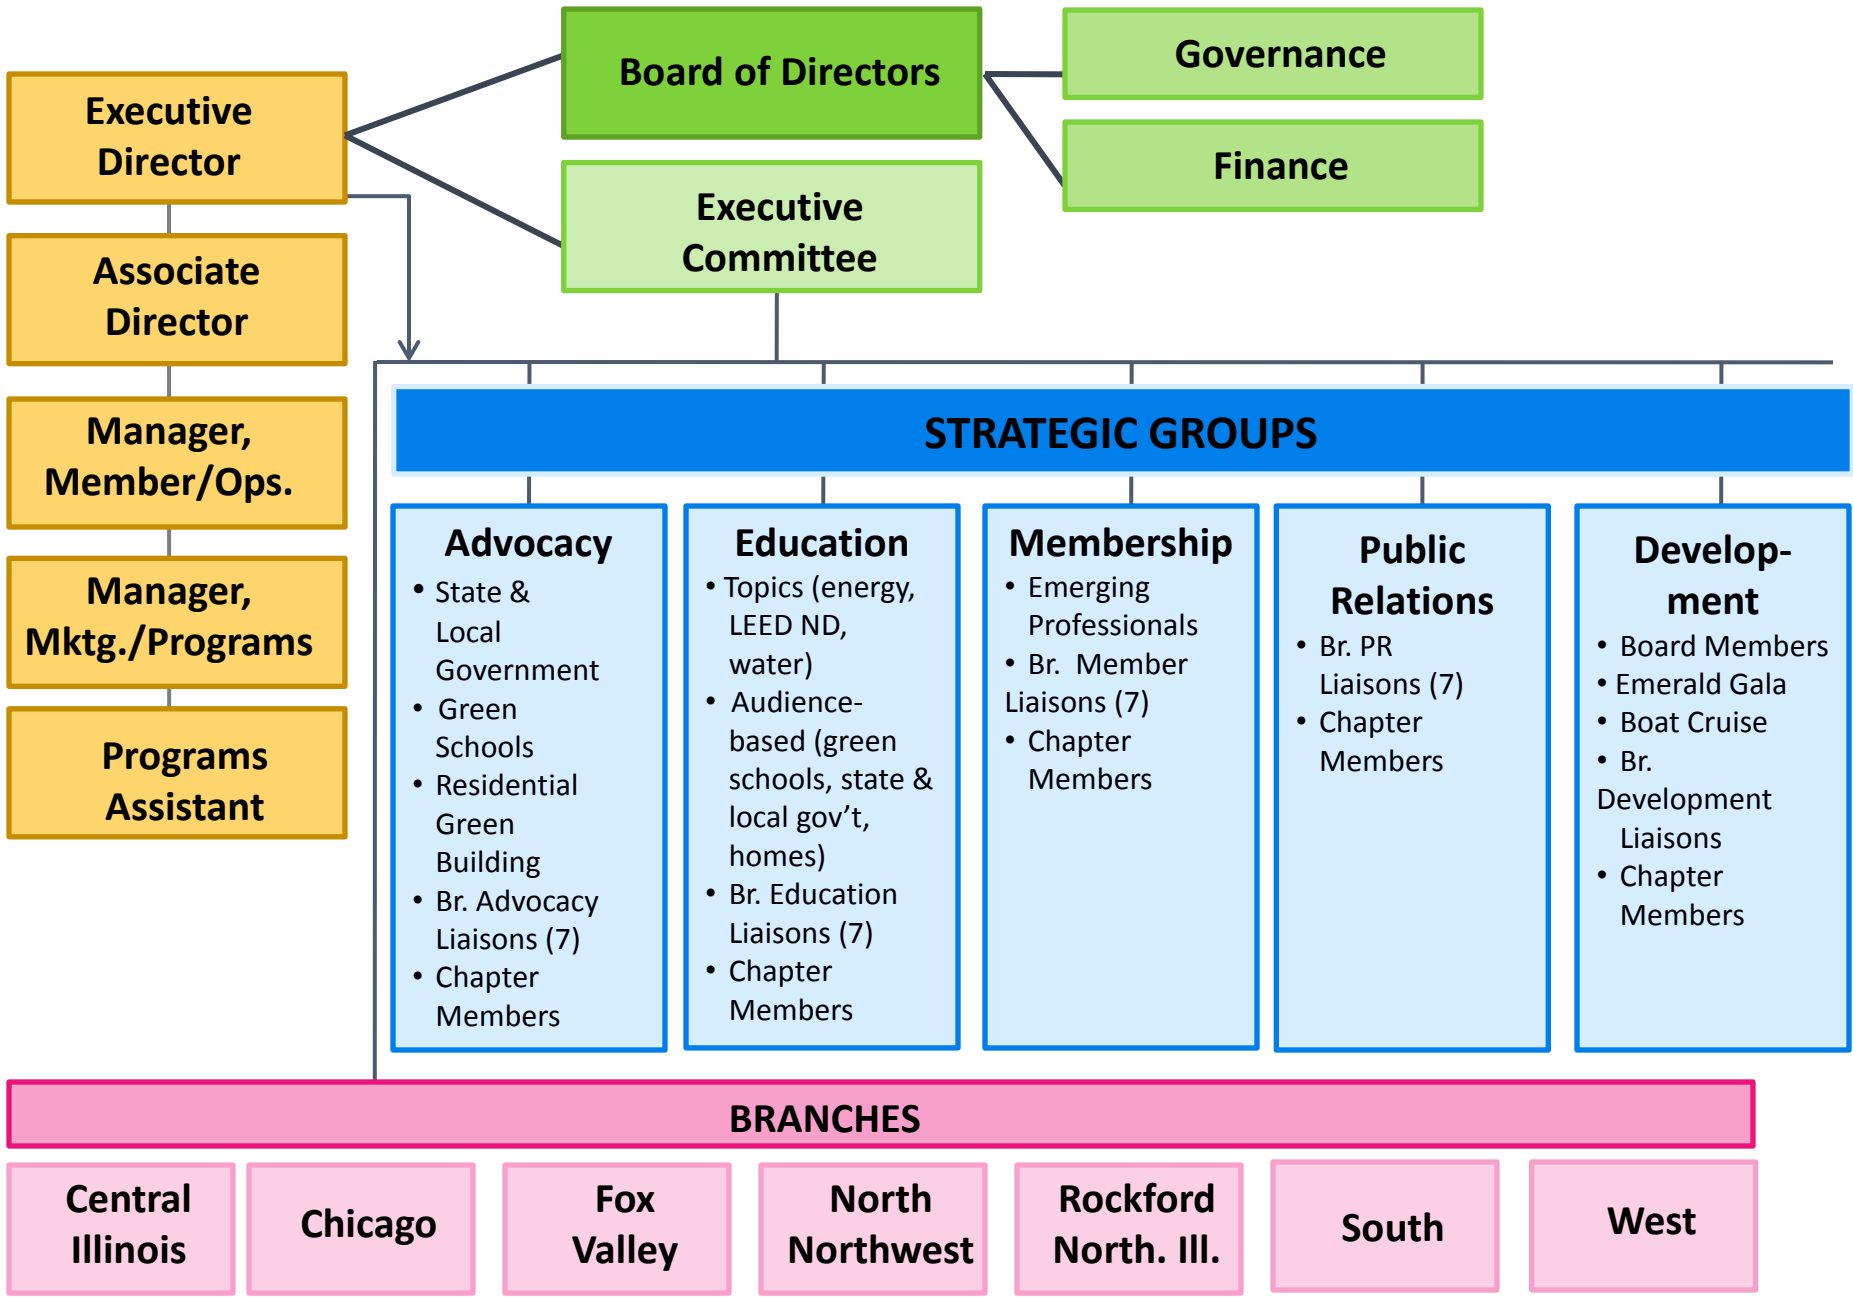 Executive
Director
Associate
Director
Manager,
Member/Ops.
Manager,
Mktg./Programs
Programs
Assistant
Board of Directors
Executive
Committee
Governance
Finance
STRATEGIC GROUPS
Advocacy
• State &
Local
Government
• Green
Schools
• Residential
Green
Building
• Br. Advocacy
Liaisons (7)
• Chapter
Members
Education
• Topics (energy,
LEED ND,
water)
• Audience-
based (green
schools, state &
local gov’t,
homes)
• Br. Education
Liaisons (7)
• Chapter
Members
Membership
• Emerging
Professionals
• Br. Member
Liaisons (7)
• Chapter
Members
Public
Relations
• Br. PR
Liaisons (7)
• Chapter
Members
Develop-
ment
• Board Members
• Emerald Gala
• Boat Cruise
• Br.
Development
Liaisons
• Chapter
Members
BRANCHES
Central
Illinois
Chicago
Fox
Valley
North
Northwest
Rockford
North. Ill.
South
West